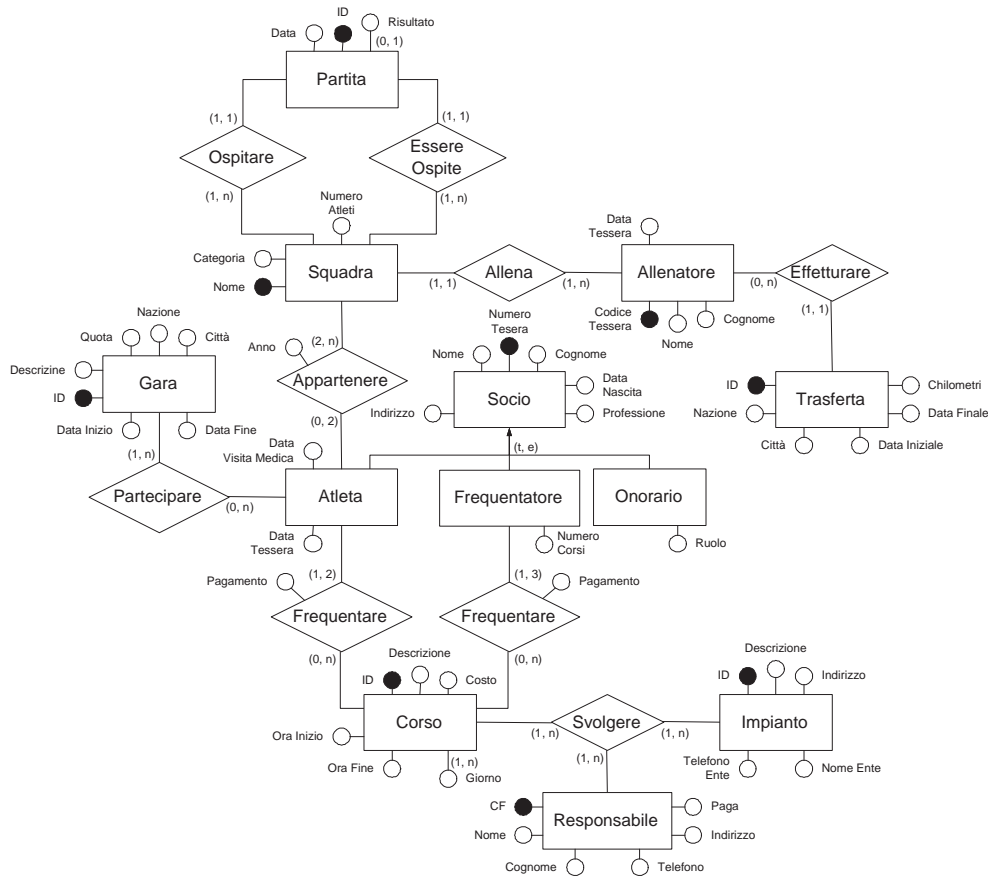 ID
Data
Risultato
(0, 1)
Partita
(1, 1)
(1, 1)
Ospitare
Essere
Ospite
(1, n)
(1, n)
Numero
Atleti
Categoria
Squadra
Nome
(1, 1)
Allena
(1, n)
Data
Tessera
Allenatore
(0, n)
Effetturare
(1, 1)
Codice
Tessera
Nome
Cognome
Nazione
Quota
Città
Descrizine
Gara
ID
Data Inizio
Data Fine
(1, n)
(2, n)
Anno
Appartenere
(0, 2)
Numero
Tesera
Nome
Cognome
Socio
Data
Nascita
Indirizzo
Professione
(t, e)
ID
Trasferta
Chilometri
Nazione
Data Finale
Città
Data Iniziale
Partecipare
(0, n)
Data
Visita Medica
Atleta
Data
Tessera
Frequentatore
Numero
Corsi
Onorario
Ruolo
(1, 2)
(1, 3)
Pagamento
Pagamento
Frequentare
Frequentare
(0, n)
(0, n)
Descrizione
ID
Costo
Corso
Ora Inizio
Ora Fine
(1, n)
Giorno
(1, n)
Svolgere
(1, n)
(1, n)
Descrizione
ID
Indirizzo
Impianto
Telefono
Ente
Nome Ente
CF
Responsabile
Paga
Nome
Indirizzo
Cognome
Telefono